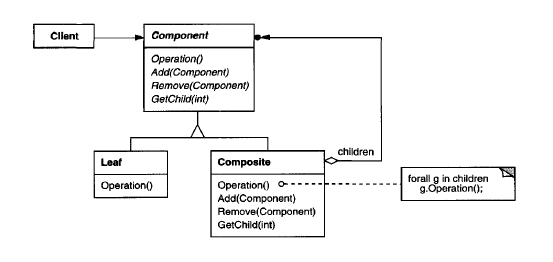 Client
Component
Operation()
Add(Component)
Remove(Component)
GetChild(int)
children
Leaf
Operation()
Composite
Operation()
Add(Component)
Remove(Component)
GetChild(int)
forall g in children
g.Operation();